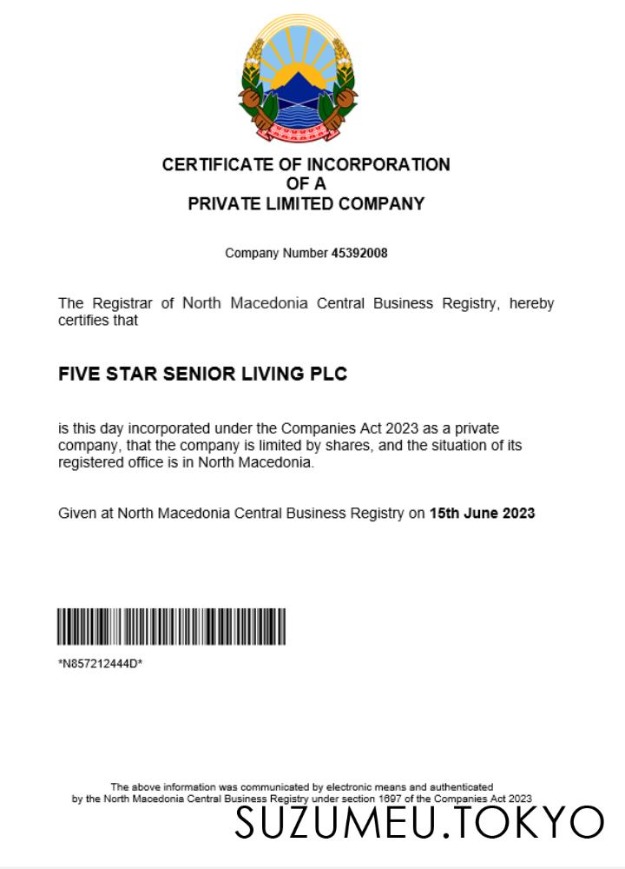 CERTIFICATE OF INCORPORATION
OF A
PRIVATE LIMITED COMPANY
Company Number 45392008
The Registrar of North Macedonia Central Business Registry, hereby
certifies that
FIVE STAR SENIOR LIVING PLC
is this day incorporated under the Companies Act 2023 as a private
company, that the company is limited by shares, and the situation of its
registered office is in North Macedonia.
Given at North Macedonia Central Business Registry on 15th June 2023
*N857212444D*
The above information was communicated by electronic means and authenticated
by the North Macedonia Central Business Registry under section 1697 of the Companies Act 2023
SUZUMEU.TOKYO